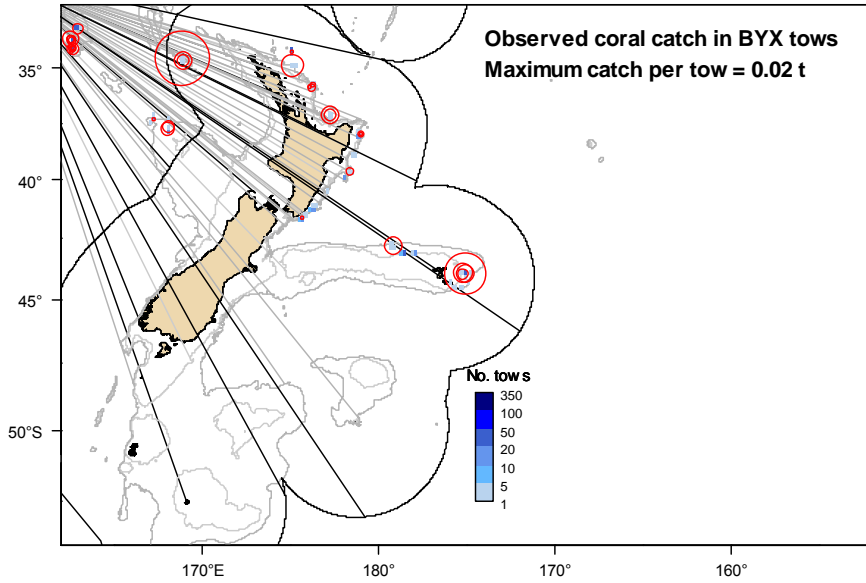 Observed coral catch in BYX tows
Maximum catch per tow = 0.02 t
35°
40°
45°
50°S
No. tows
350
100
50
20
10
5
1
170°E
180°
170°
160°